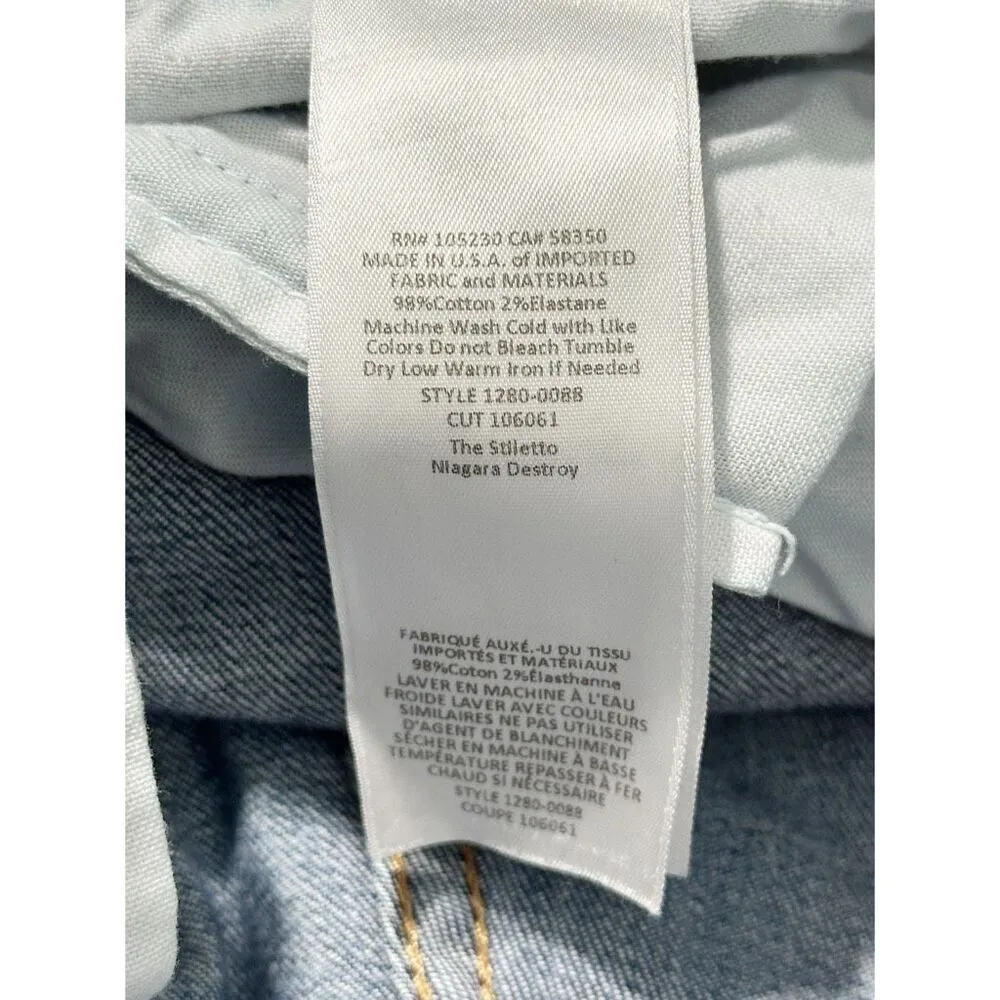 RN# 105230 CA# 58350
MADE IN U.S.A. of IMPORTED
FABRIC and MATERIALS
98%Cotton 2%Elastane
Machine Wash Cold with Like
Colors Do not Bleach Tumble
Dry Low Warm Iron If Needed
STYLE 1280-0088
CUT 106061
The Stiletto
Niagara Destroy
FABRIQUÉ AUXÉ.-U DU TISSU
IMPORTÉS ET MATÉRIAUX
98%Coton 2%Élasthanne
LAVER EN MACHINE À L'EAU
FROIDE LAVER AVEC COULEURS
SIMILAIRES NE PAS UTILISER
D'AGENT DE BLANCHIMENT
SÉCHER EN MACHINE À BASSE
TEMPÉRATURE REPASSER À FER
CHAUD SI NÉCESSAIRE
STYLE 1280-0088
COUPE 106061